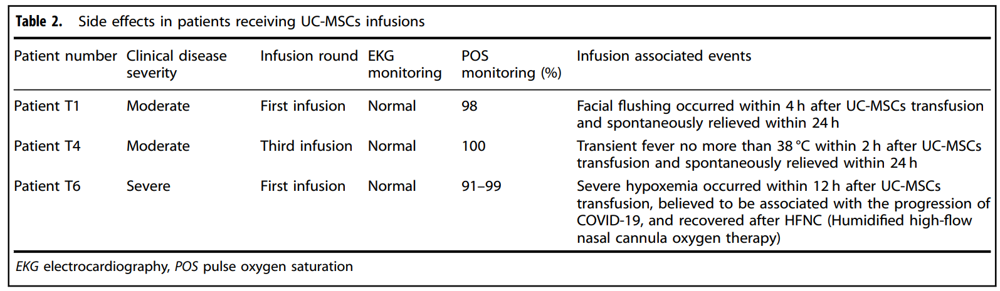 Table 2. Side effects in patients receiving UC-MSCs infusions
Patient number Clinical disease severity Infusion round EKG monitoring POS monitoring (%) Infusion associated events
Patient T1 Moderate First infusion Normal 98 Facial flushing occurred within 4 h after UC-MSCs transfusion
and spontaneously relieved within 24 h
Patient T4 Moderate Third infusion Normal 100 Transient fever no more than 38 °C within 2 h after UC-MSCs
transfusion and spontaneously relieved within 24 h
Patient T6 Severe First infusion Normal 91–99 Severe hypoxemia occurred within 12 h after UC-MSCs
transfusion, believed to be associated with the progression of
COVID-19, and recovered after HFNC (Humidified high-flow
nasal cannula oxygen therapy)
EKG electrocardiography, POS pulse oxygen saturation